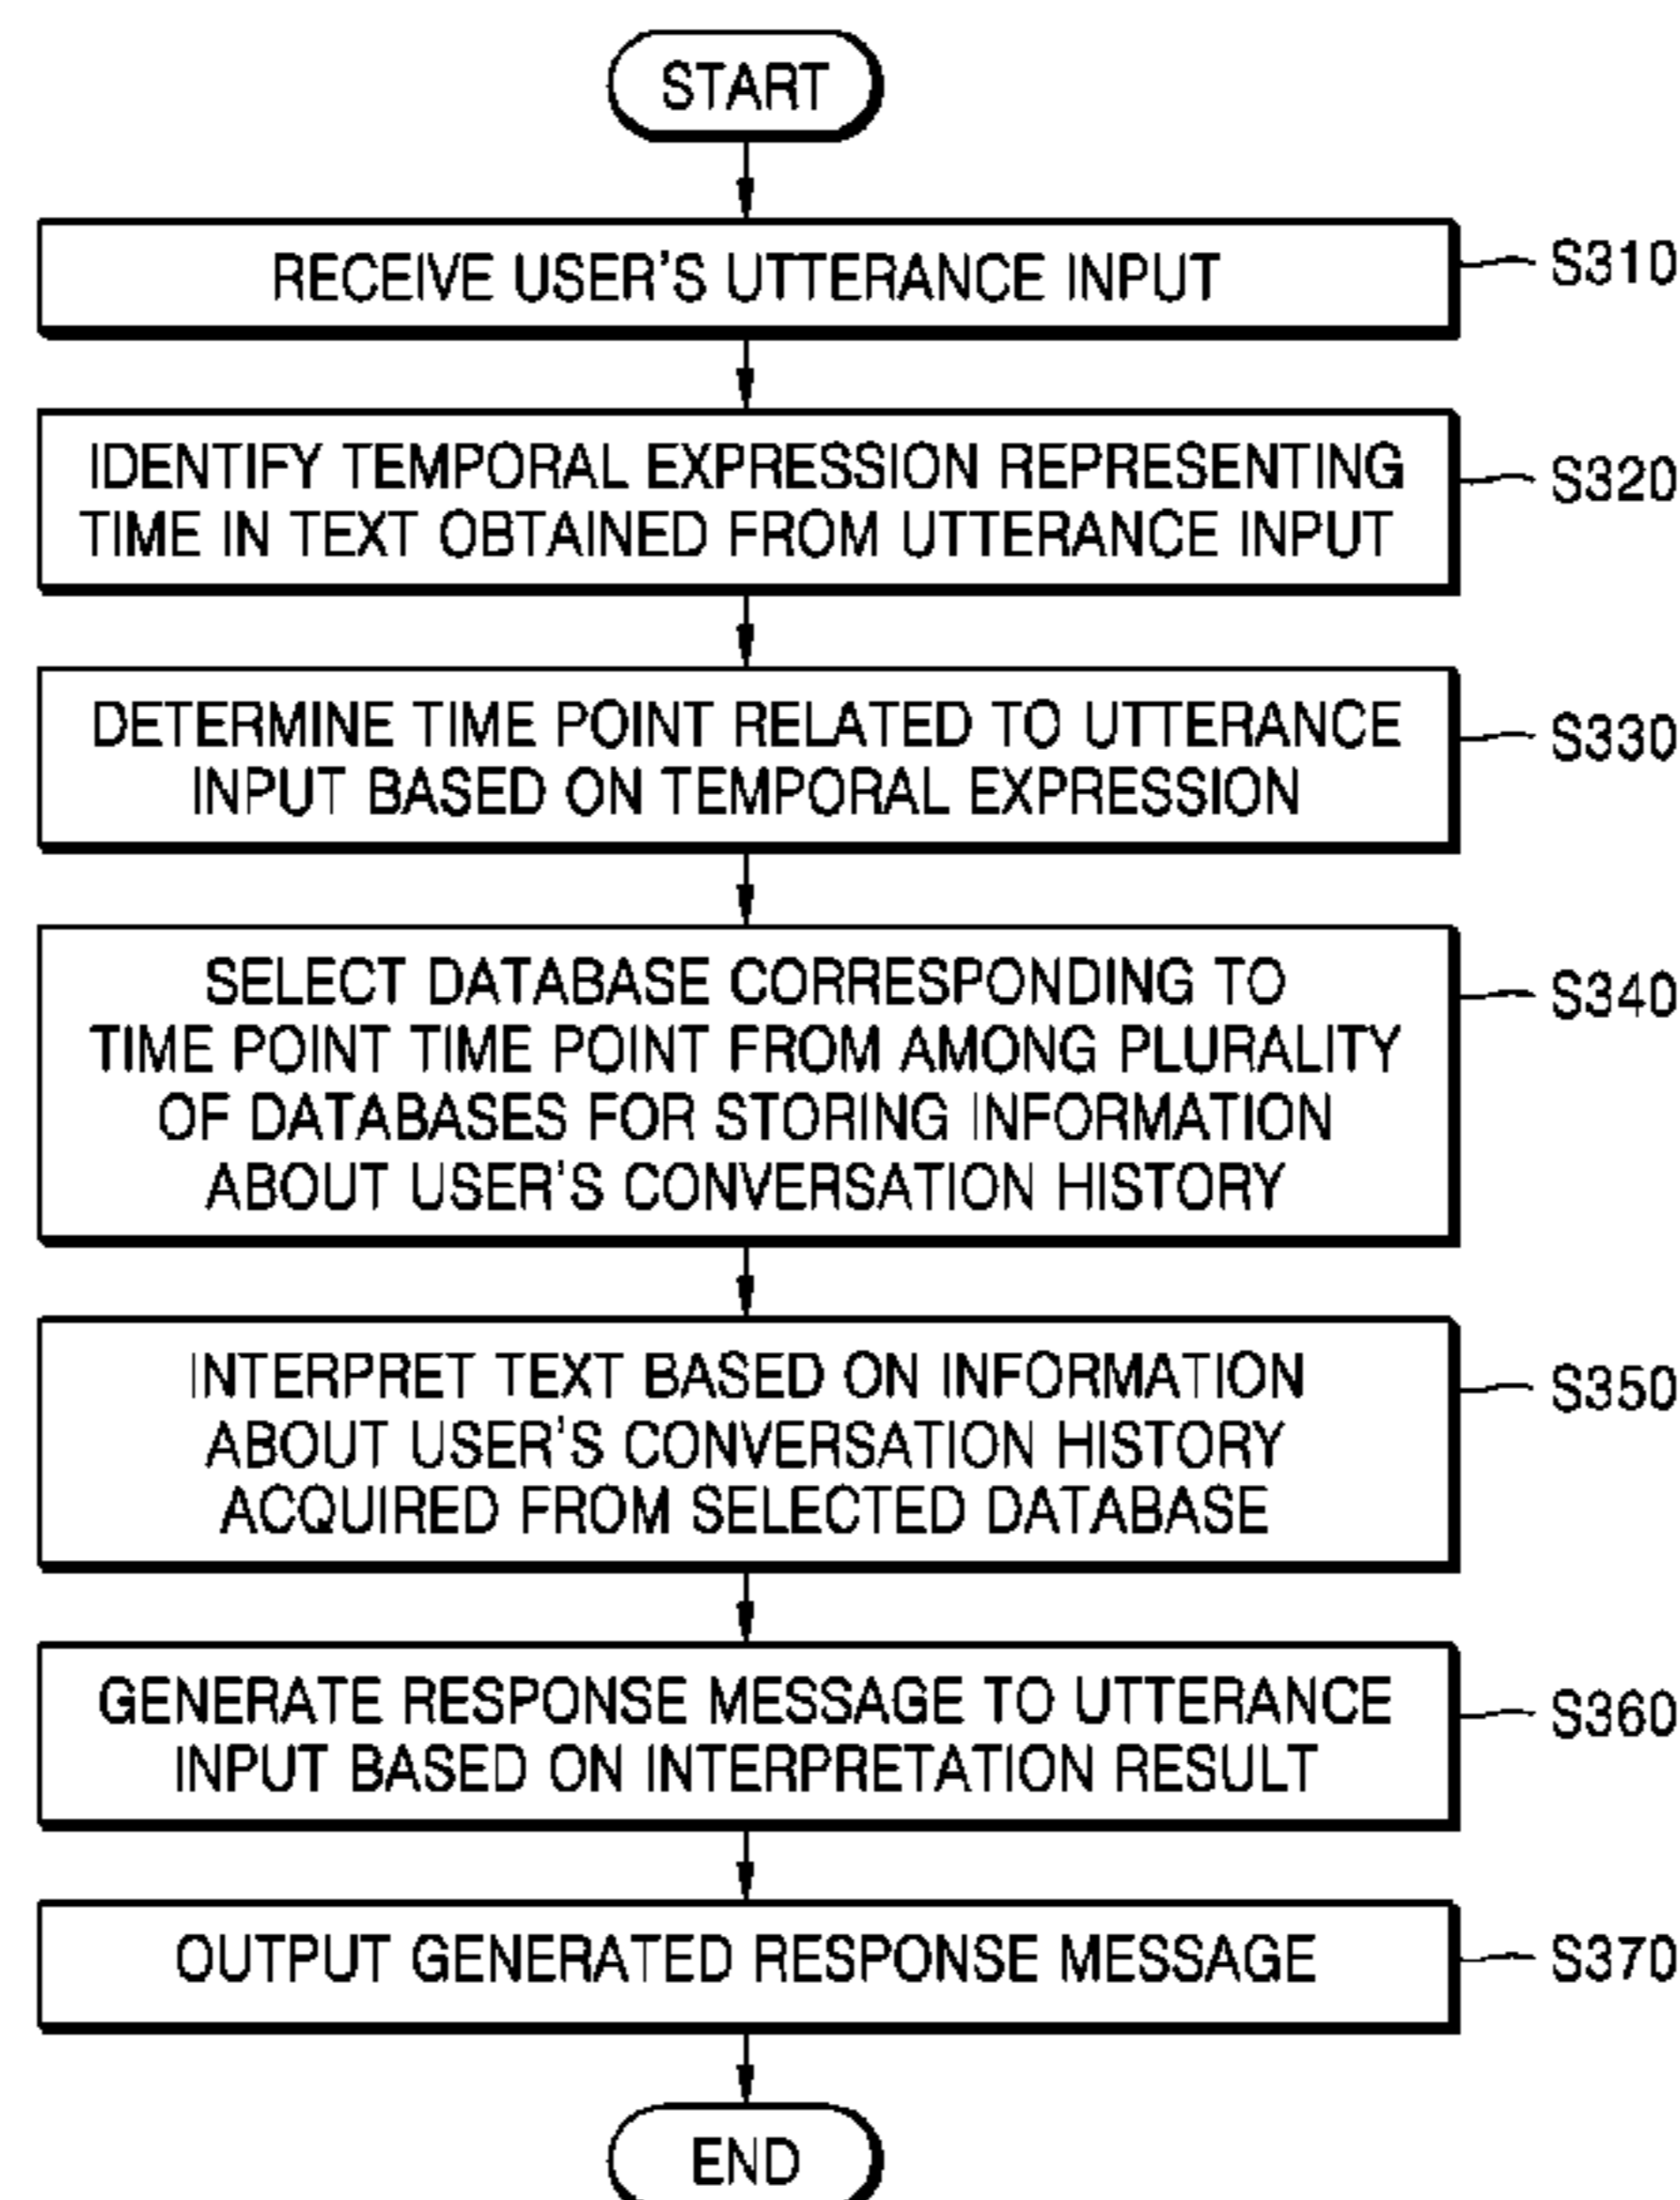 START
RECEIVE USER'S UTTERANCE INPUT
S310
IDENTIFY TEMPORAL EXPRESSION REPRESENTING
TIME IN TEXT OBTAINED FROM UTTERANCE INPUT
S320
DETERMINE TIME POINT RELATED TO UTTERANCE
INPUT BASED ON TEMPORAL EXPRESSION
S330
SELECT DATABASE CORRESPONDING TO
TIME POINT TIME POINT FROM AMONG PLURALITY
OF DATABASES FOR STORING INFORMATION
ABOUT USER'S CONVERSATION HISTORY
S340
INTERPRET TEXT BASED ON INFORMATION
ABOUT USER'S CONVERSATION HISTORY
ACQUIRED FROM SELECTED DATABASE
S350
GENERATE RESPONSE MESSAGE TO UTTERANCE
INPUT BASED ON INTERPRETATION RESULT
S360
OUTPUT GENERATED RESPONSE MESSAGE
S370
END